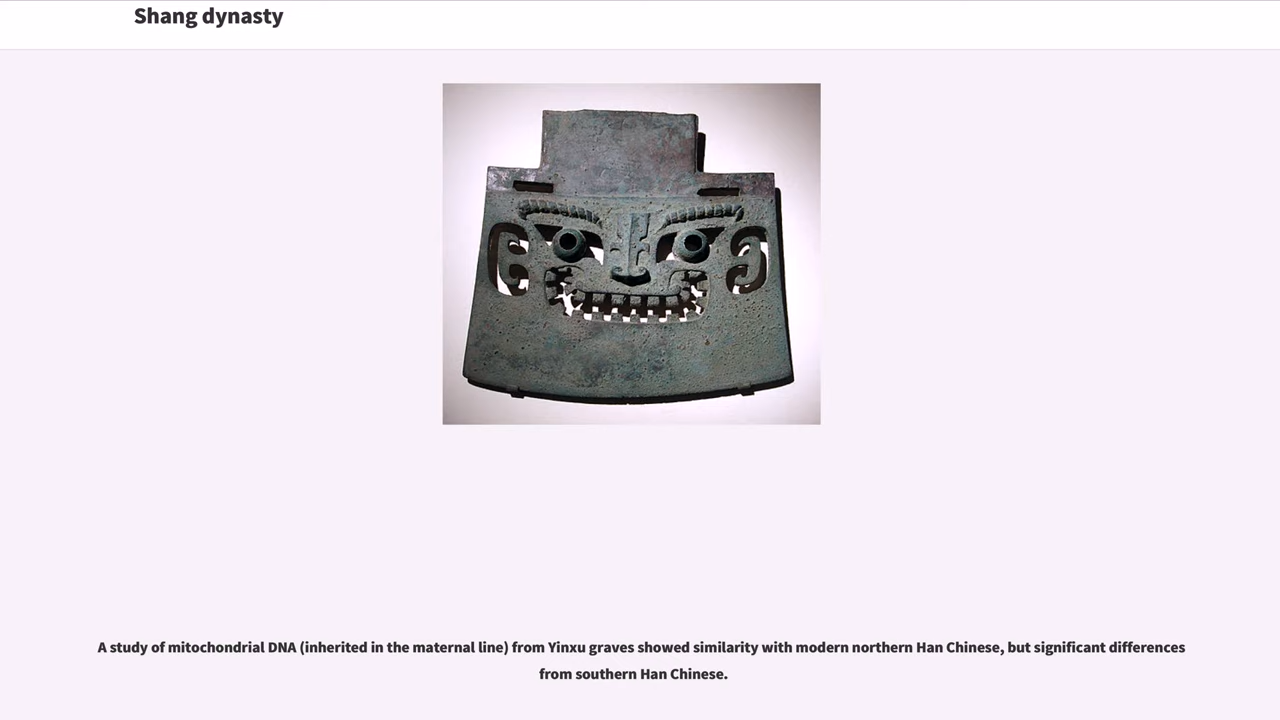 Shang dynasty
A study of mitochondrial DNA (inherited in the maternal line) from Yinxu graves showed similarity with modern northern Han Chinese, but significant differences
from southern Han Chinese.